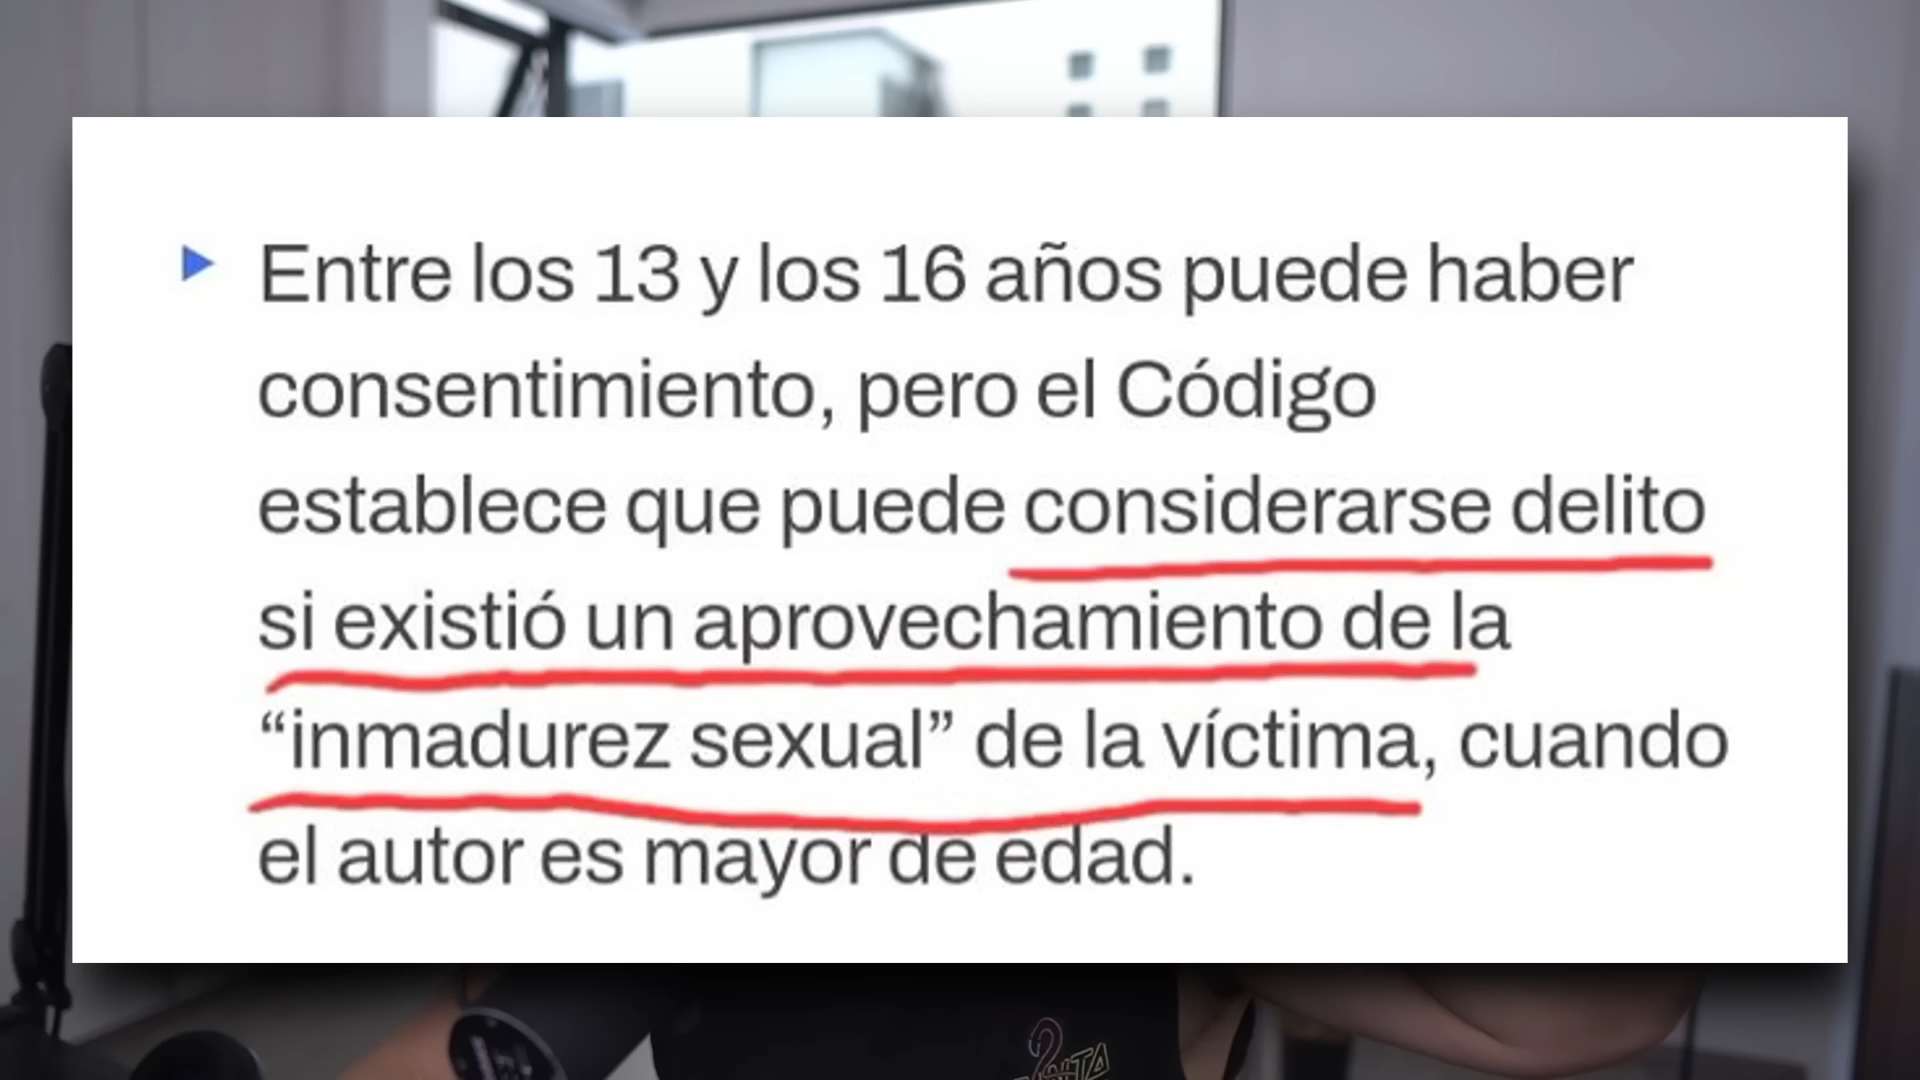 Entre los 13 y los 16 años puede haber
consentimiento, pero el Código
establece que puede considerarse delito
si existió un aprovechamiento de la
“inmadurez sexual” de la víctima, cuando
el autor es mayor de edad.